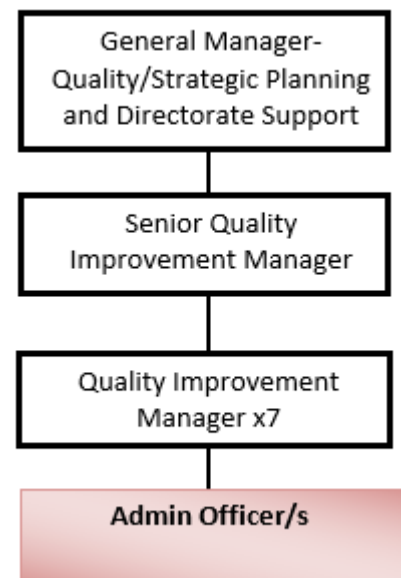 General Manager-
Quality/Strategic Planning
and Directorate Support
Senior Quality
Improvement Manager
Quality Improvement
Manager x7
Admin Officer/s